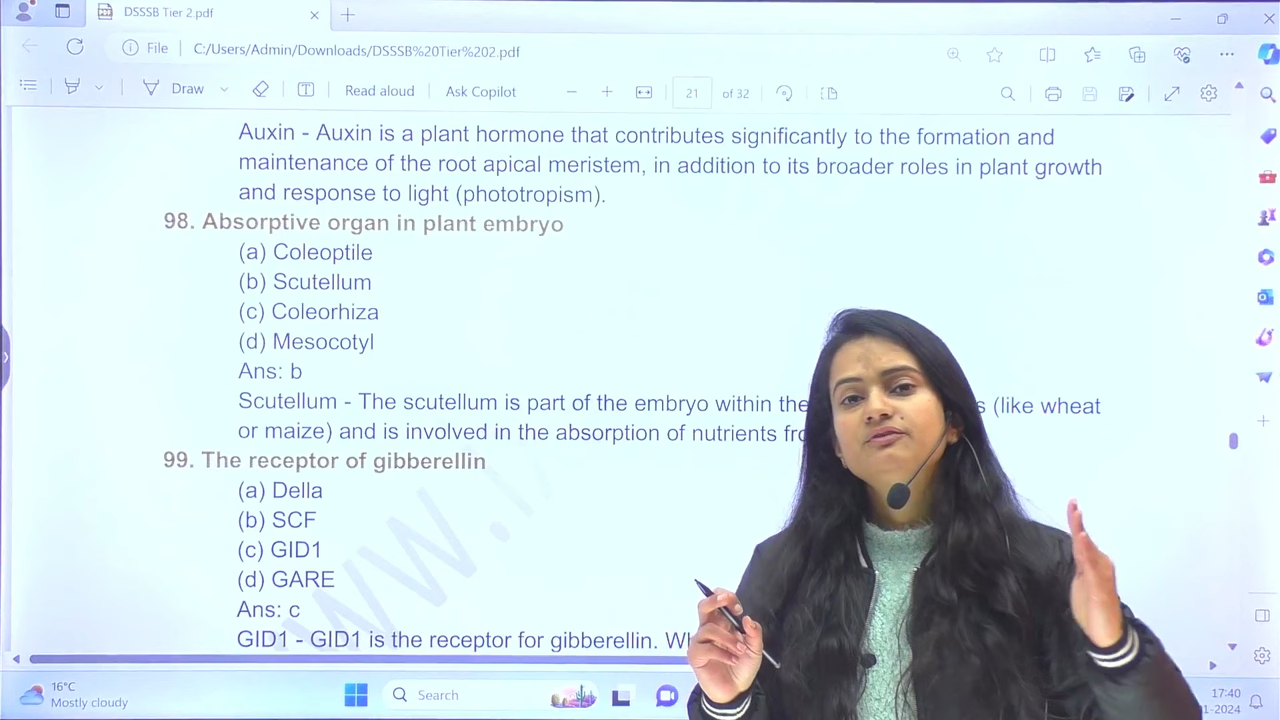 DSSSB Tier 2.pdf
File
C:/Users/Admin/Downloads/DSSSB%20Tier%202.pdf
Draw
Read aloud
Ask Copilot
21
of 32
Auxin - Auxin is a plant hormone that contributes significantly to the formation and
maintenance of the root apical meristem, in addition to its broader roles in plant growth
and response to light (phototropism).
98. Absorptive organ in plant embryo
(a) Coleoptile
(b) Scutellum
(c) Coleorhiza
(d) Mesocotyl
Ans: b
Scutellum - The scutellum is part of the embryo within the (like wheat
or maize) and is involved in the absorption of nutrients
99. The receptor of gibberellin
(a) Della
(b) SCF
(c) GID1
(d) GARE
Ans: c
GID1 - GID1 is the receptor for gibberellin.
www.
16°C
Mostly cloudy
Search
17:40
1-2024